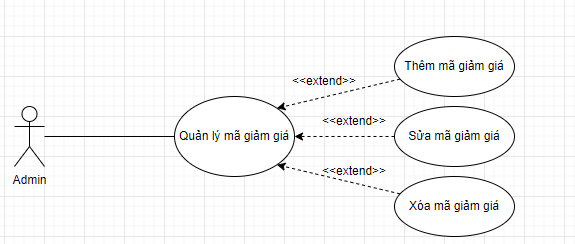 Thêm mã giảm giá
<<extend>>
<<extend>>
Quản lý mã giảm giá
Sửa mã giảm giá
<<extend>>
Admin
Xóa mã giảm giá